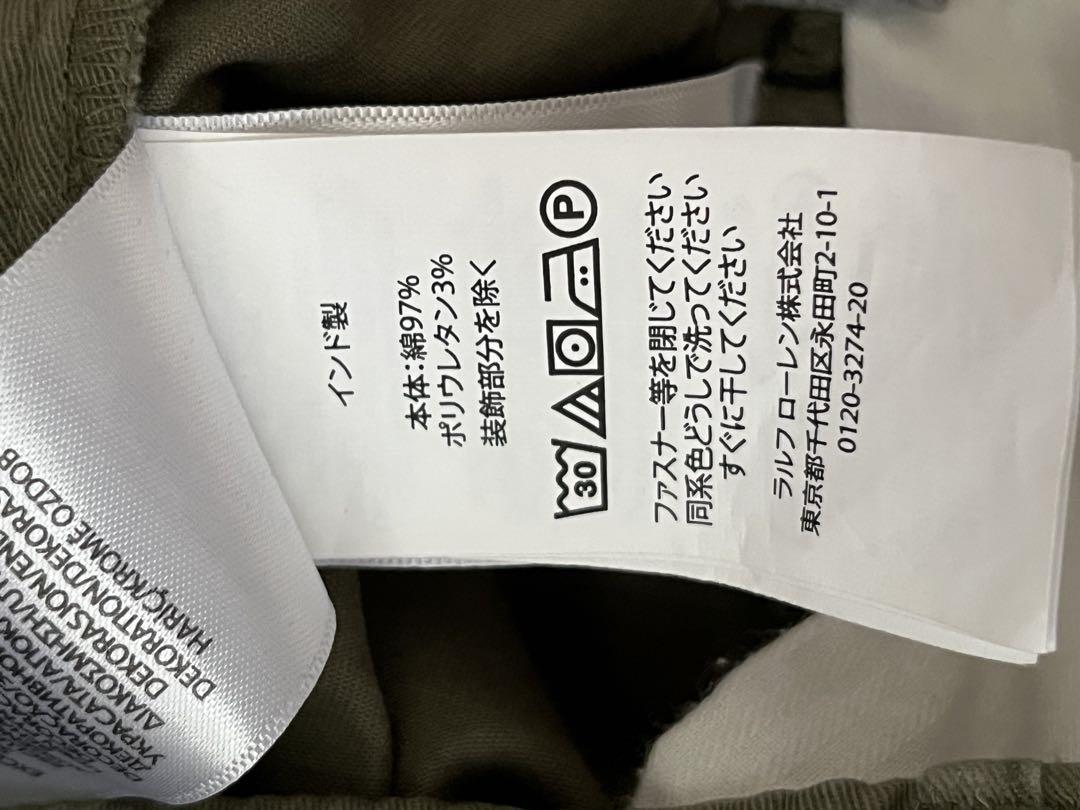 インド製
本体:綿97%
ポリウレタン3%
装飾部分を除く
30
P
ファスナー等を閉じてください
同系色どうしで洗ってください
すぐに干してください
ラルフ ローレン株式会社
東京都千代田区永田町2-10-1
0120-3274-20
DEKORASJON/
DEKORATION/DEKORAS
HARIÇ/KROME OZDOB